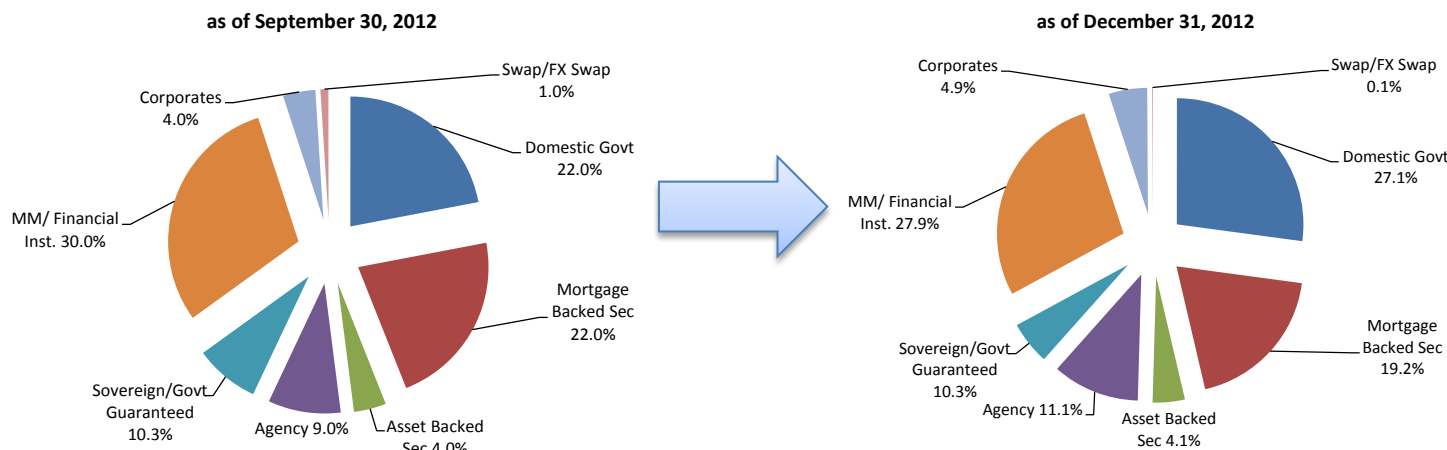 as of September 30, 2012
Swap/FX Swap
1.0%
Corporates
4.0%
Domestic Govt
22.0%
MM/ Financial
Inst. 30.0%
Mortgage
Backed Sec
22.0%
Sovereign/Govt
Guaranteed
10.3%
Agency 9.0%
Asset Backed
Sec 4.0%
as of December 31, 2012
Swap/FX Swap
0.1%
Corporates
4.9%
Domestic Govt
27.1%
MM/ Financial
Inst. 27.9%
Mortgage
Backed Sec
19.2%
Sovereign/Govt
Guaranteed
10.3%
Agency 11.1%
Asset Backed
Sec 4.1%